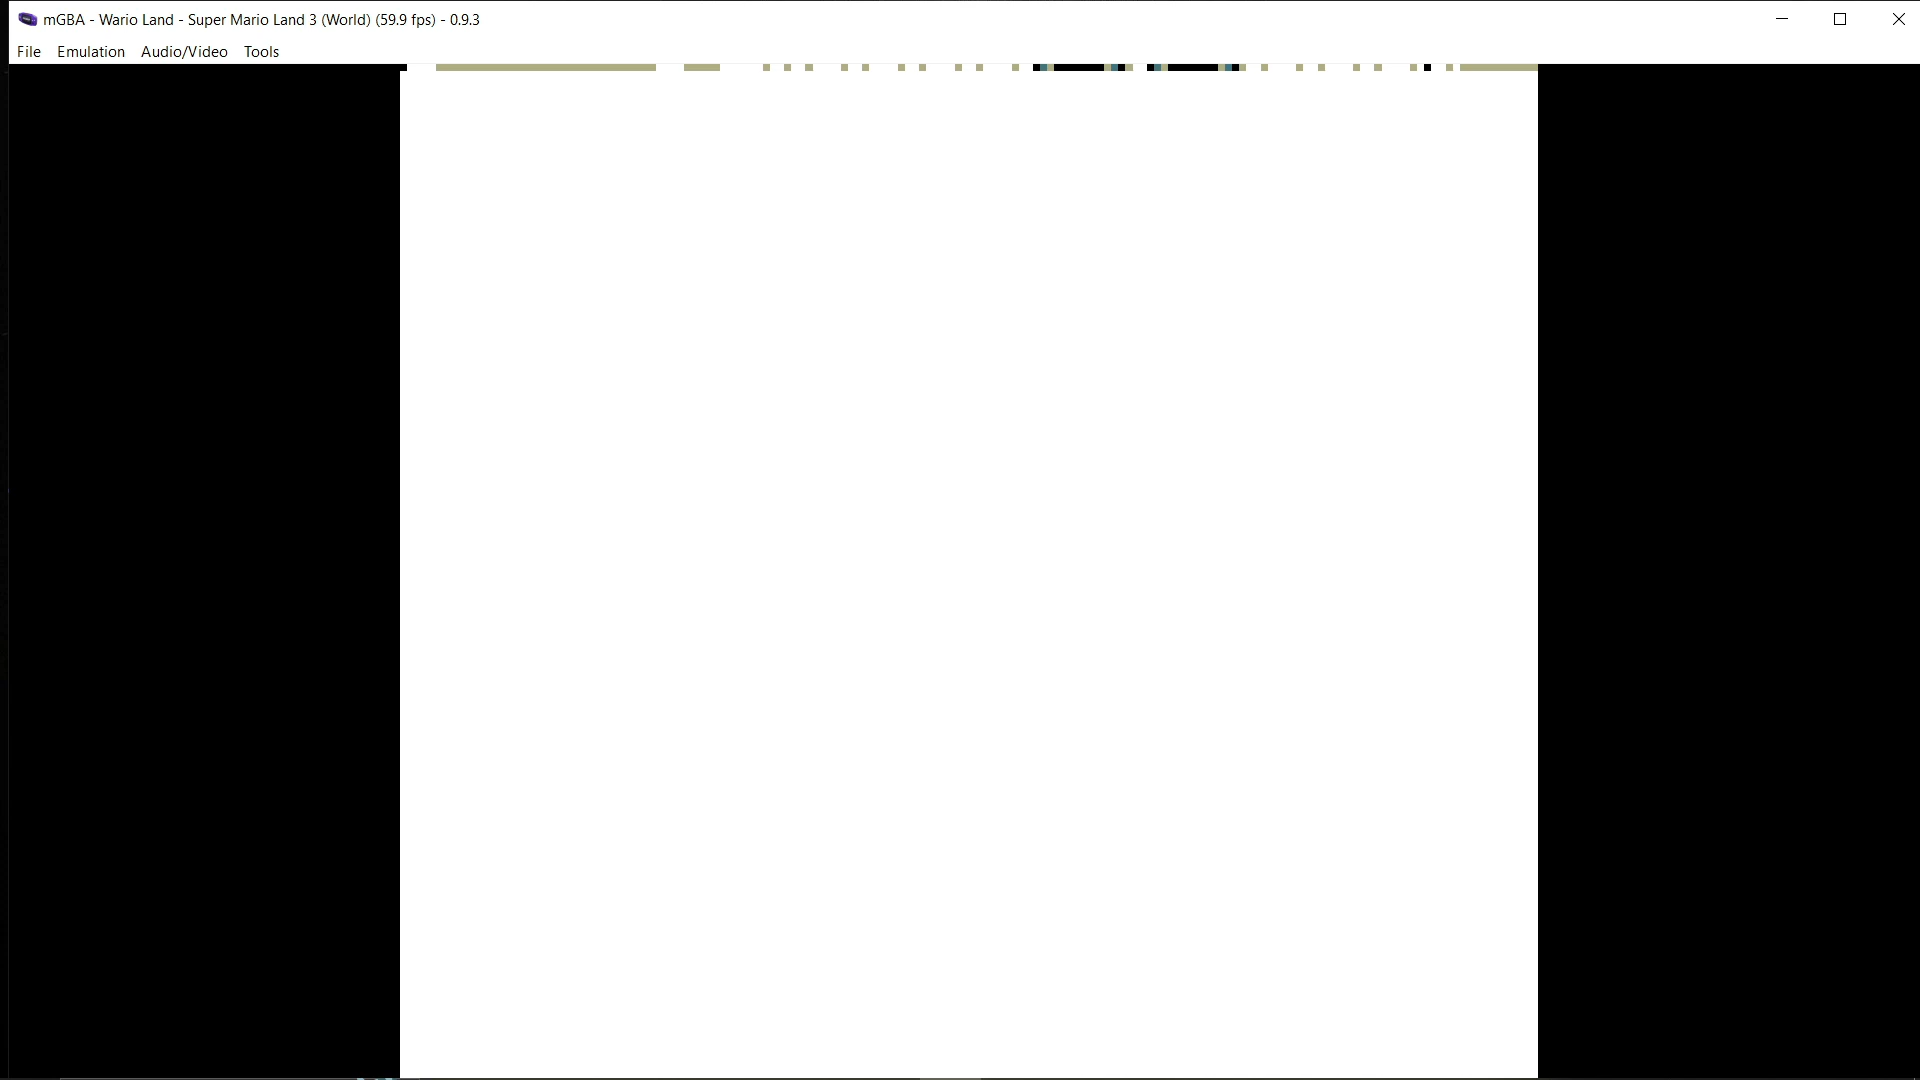 mGBA - Wario Land - Super Mario Land 3 (World) (59.9 fps) - 0.9.3
File Emulation Audio/Video Tools